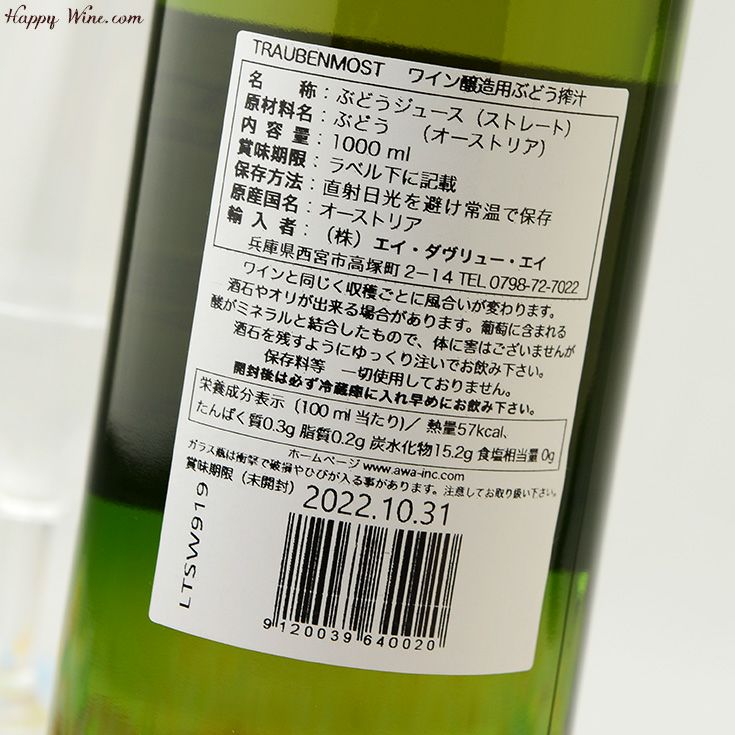 Happy Wine.com
TRAUBENMOST ワイン醸造用ぶどう搾汁
名称：ぶどうジュース（ストレート）
原材料名：ぶどう （オーストリア）
内容量：1000 ml
賞味期限：ラベル下に記載
保存方法：直射日光を避け常温で保存
原産国名：オーストリア
輸入者：（株）エイ・ダヴリュー・エイ
兵庫県西宮市高塚町2－14 TEL 0798-72-7022
ワインと同じく収穫ごとに風合いが変わります。
酒石やオリが出来る場合があります。葡萄に含まれる
酸がミネラルと結合したもので、体に害はございませんが
酒石を残すようにゆっくり注いでお飲み下さい。
保存料等 一切使用しておりません。
開封後は必ず冷蔵庫に入れ早めにお飲み下さい。
栄養成分表示（100 ml 当たり）／ 熱量57kcal、
たんぱく質0.3g 脂質0.2g 炭水化物15.2g 食塩相当量 0g
ホームページ www.awa-inc.com
ガラス瓶は衝撃で破損やひびが入る事があります。注意してお取り扱い下さい。
賞味期限（未開封） 2022.10.31
LTSW919
9 120039 640020